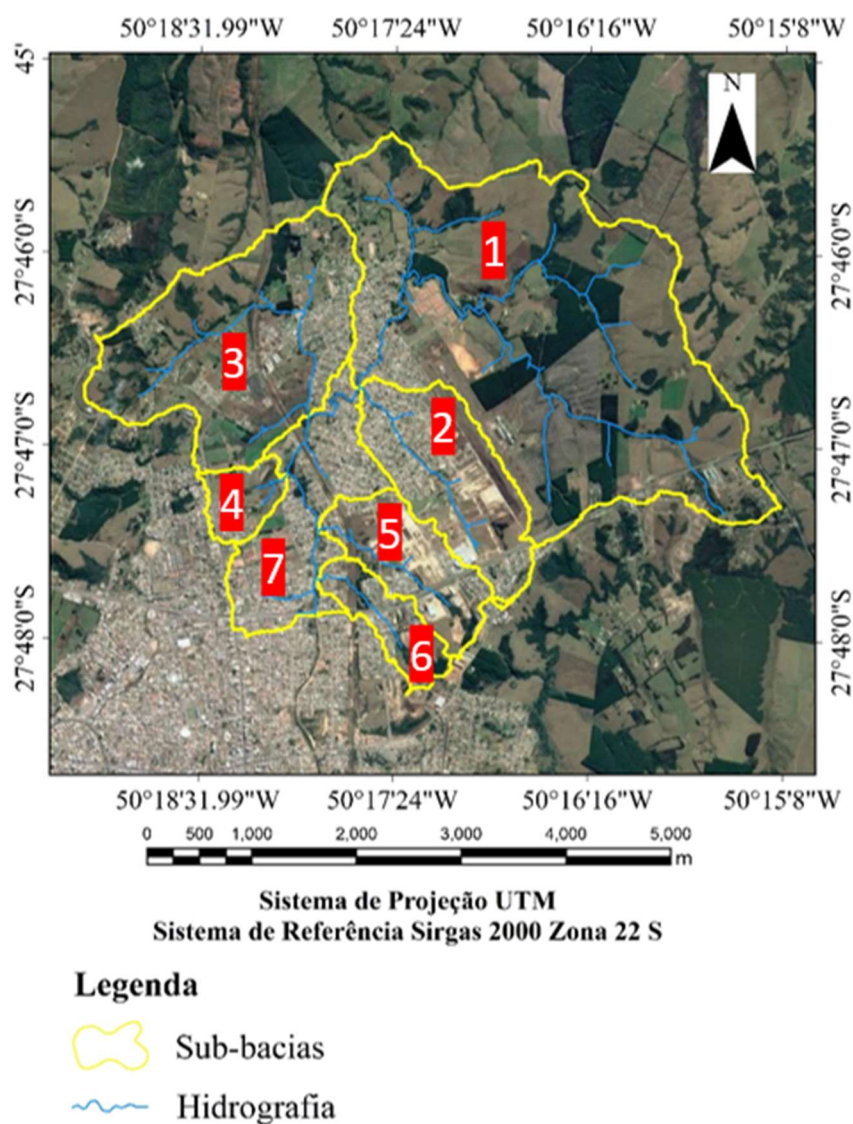 50°18'31.99"W 50°17'24"W 50°16'16"W 50°15'8"W
45'
N
27°46'0"S 27°46'0"S
1
3
2
27°47'0"S 27°47'0"S
4
5
7
27°48'0"S 27°48'0"S
6
50°18'31.99"W 50°17'24"W 50°16'16"W 50°15'8"W
0 500 1,000 2,000 3,000 4,000 5,000
m
Sistema de Projeção UTM
Sistema de Referência Sirgas 2000 Zona 22 S
Legenda
Sub-bacias
Hidrografia